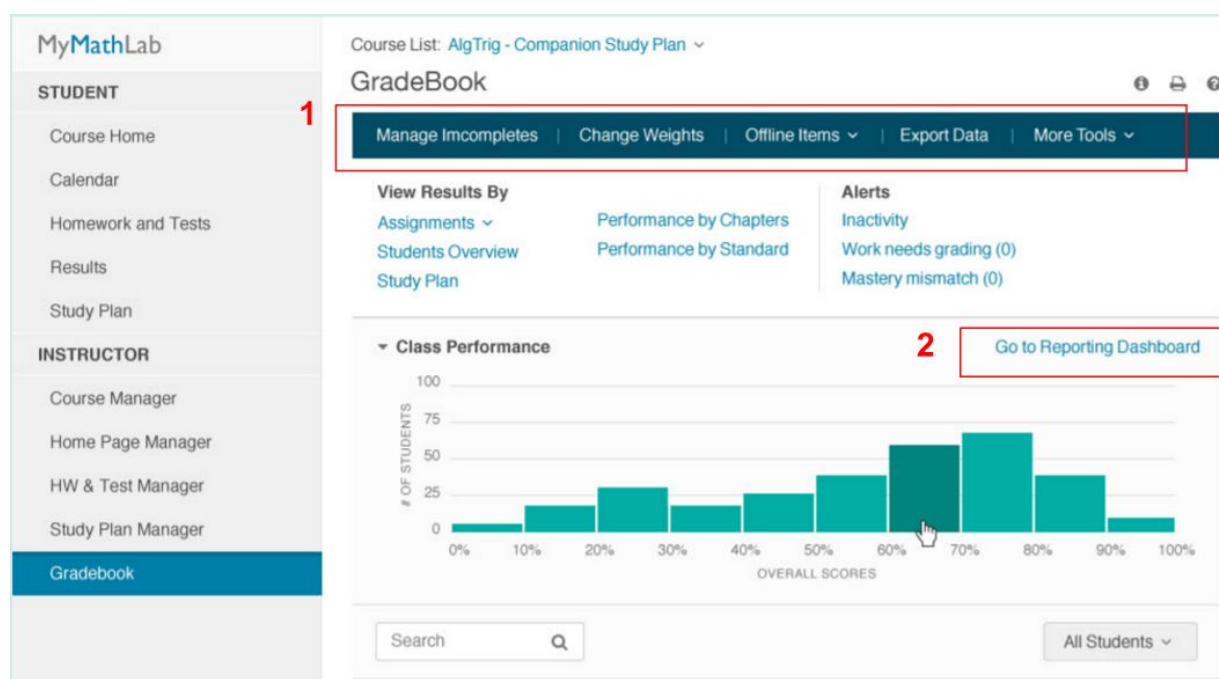 MyMathLab
STUDENT
Course Home
Calendar
Homework and Tests
Results
Study Plan
INSTRUCTOR
Course Manager
Home Page Manager
HW & Test Manager
Study Plan Manager
Gradebook
Course List: AlgTrig - Companion Study Plan
GradeBook
1
Manage Imcompletes | Change Weights | Offline Items | Export Data | More Tools
View Results By
Assignments
Students Overview
Study Plan
Performance by Chapters
Performance by Standard
Alerts
Inactivity
Work needs grading (0)
Mastery mismatch (0)
Class Performance
2
Go to Reporting Dashboard
# OF STUDENTS
100
75
50
25
0
0% 10% 20% 30% 40% 50% 60% 70% 80% 90% 100%
OVERALL SCORES
Search
All Students